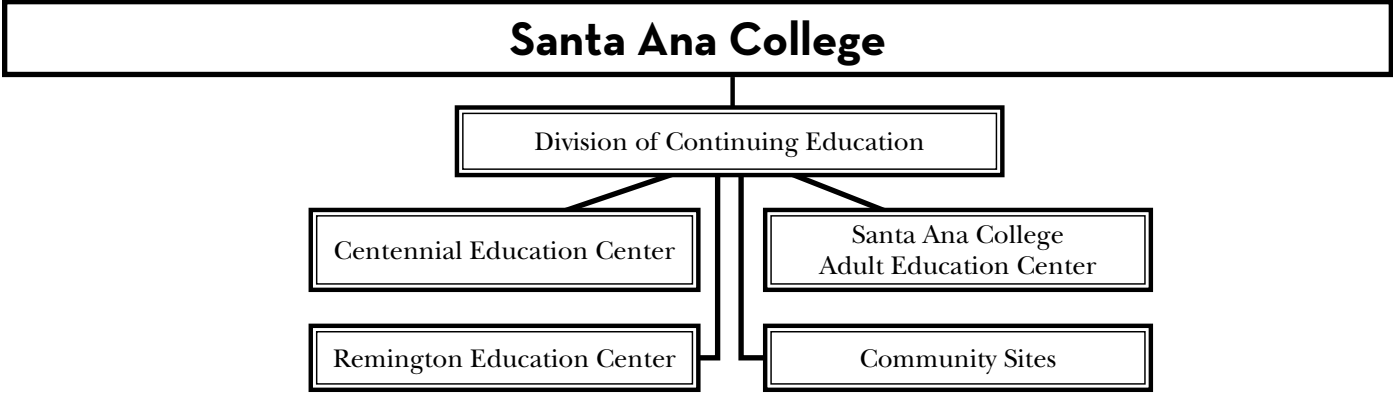 Santa Ana College
Division of Continuing Education
Centennial Education Center
Santa Ana College
Adult Education Center
Remington Education Center
Community Sites